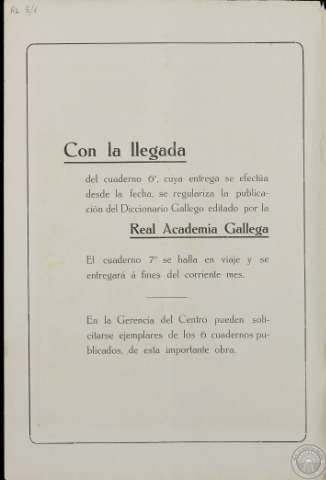 Con la llegada
del cuaderno 6º, cuya entrega se efectúa
desde la fecha, se regulariza la publica-
ción del Diccionario Gallego editado por la
Real Academia Gallega
El cuaderno 7º se halla en viaje y se
entregará á fines del corriente mes.
En la Gerencia del Centro pueden soli-
citarse ejemplares de los 6 cuadernos pu-
blicados, de esta importante obra.